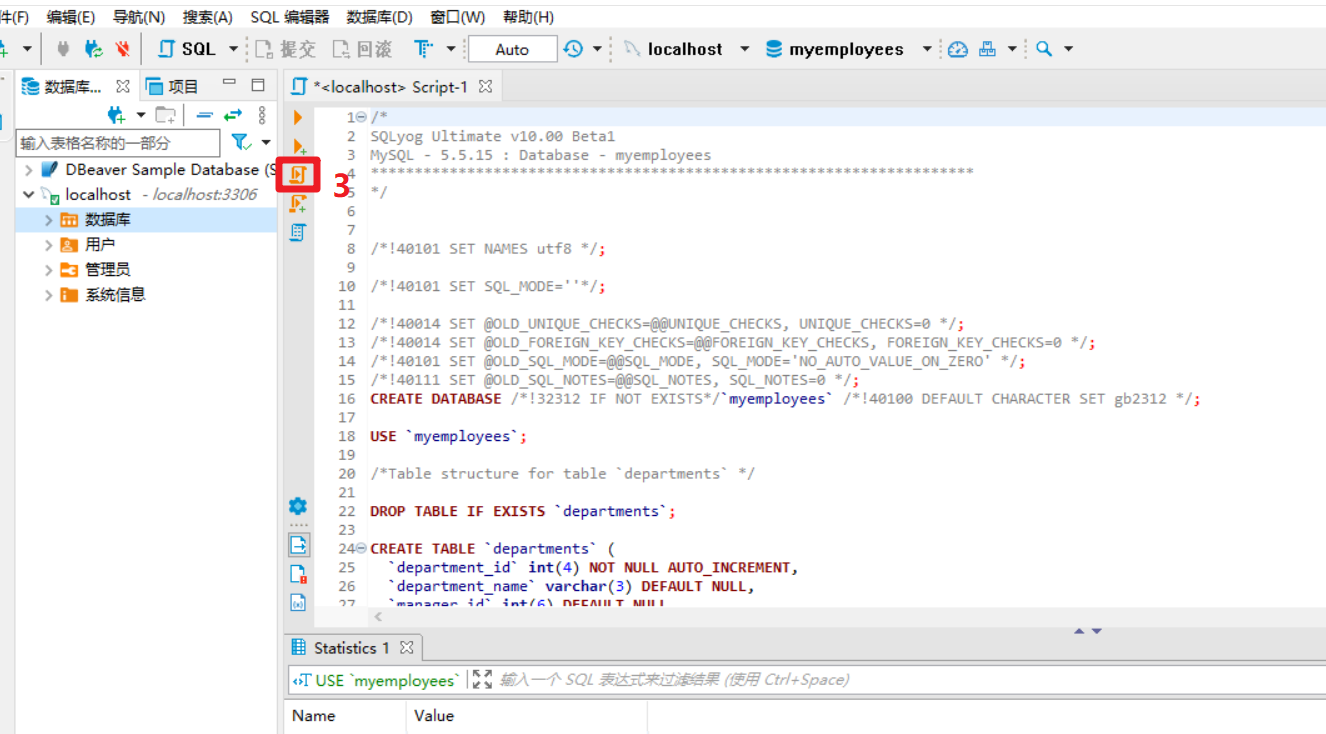 件(F) 编辑(E) 导航(N) 搜索(A) SQL 编辑器 数据库(D) 窗口(W) 帮助(H)
SQL 提交 回滚 Auto localhost myemployees
数据库... 项目
输入表格名称的一部分
DBeaver Sample Database (S
localhost - localhost:3306
数据库
用户
管理员
系统信息
*<localhost> Script-1
3
1 /*
2 SQLyog Ultimate v10.00 Beta1
3 MySQL - 5.5.15 : Database - myemployees
4 *********************************************************************
5 */
6
7
8 /*!40101 SET NAMES utf8 */;
9
10 /*!40101 SET SQL_MODE=''*/;
11
12 /*!40014 SET @OLD_UNIQUE_CHECKS=@@UNIQUE_CHECKS, UNIQUE_CHECKS=0 */;
13 /*!40014 SET @OLD_FOREIGN_KEY_CHECKS=@@FOREIGN_KEY_CHECKS, FOREIGN_KEY_CHECKS=0 */;
14 /*!40101 SET @OLD_SQL_MODE=@@SQL_MODE, SQL_MODE='NO_AUTO_VALUE_ON_ZERO' */;
15 /*!40111 SET @OLD_SQL_NOTES=@@SQL_NOTES, SQL_NOTES=0 */;
16 CREATE DATABASE /*!32312 IF NOT EXISTS*/`myemployees` /*!40100 DEFAULT CHARACTER SET gb2312 */;
17
18 USE `myemployees`;
19
20 /*Table structure for table `departments` */
21
22 DROP TABLE IF EXISTS `departments`;
23
24 CREATE TABLE `departments` (
25 `department_id` int(4) NOT NULL AUTO_INCREMENT,
26 `department_name` varchar(3) DEFAULT NULL,
27 `manager_id` int(6) DEFAULT NULL
Statistics 1
USE `myemployees` 输入一个 SQL 表达式来过滤结果 (使用 Ctrl+Space)
Name Value